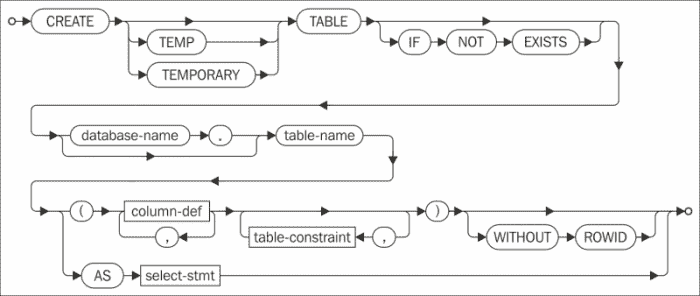 CREATE TABLE
TEMP IF NOT EXISTS
TEMPORARY
database-name . table-name
( column-def )
, table-constraint , WITHOUT ROWID
AS select-stmt